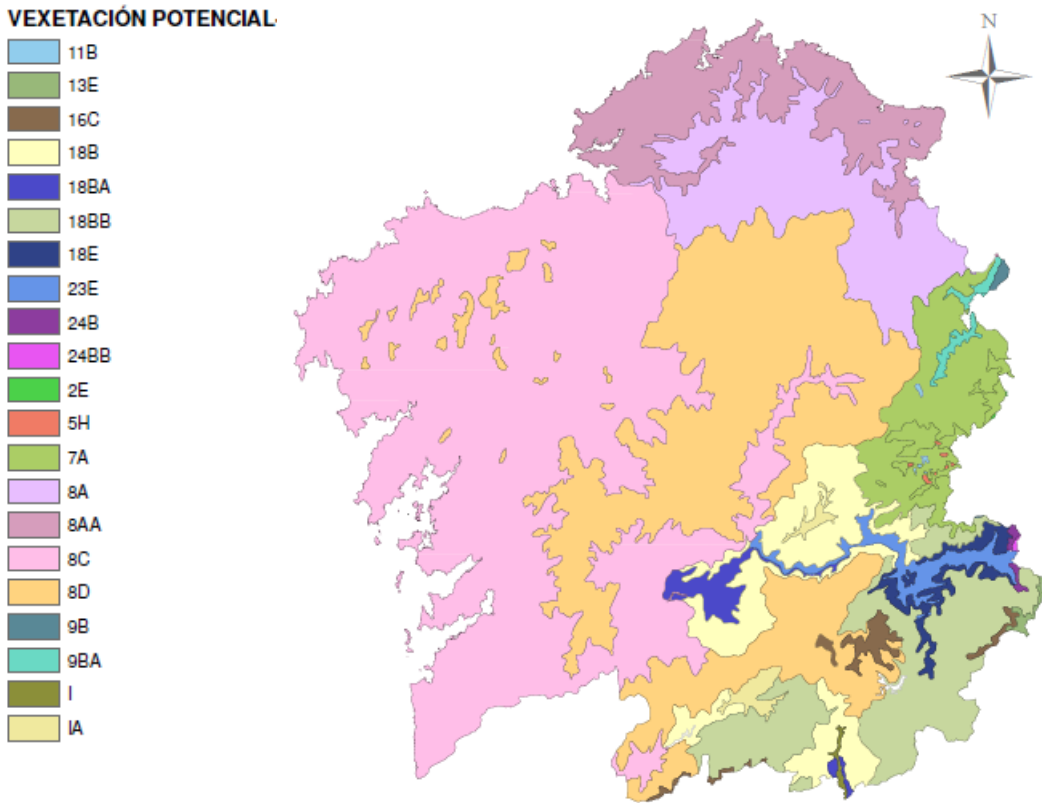 VEXETACIÓN POTENCIAL
N
11B
13E
16C
18B
18BA
18BB
18E
23E
24B
24BB
2E
5H
7A
8A
8AA
8C
8D
9B
9BA
I
IA